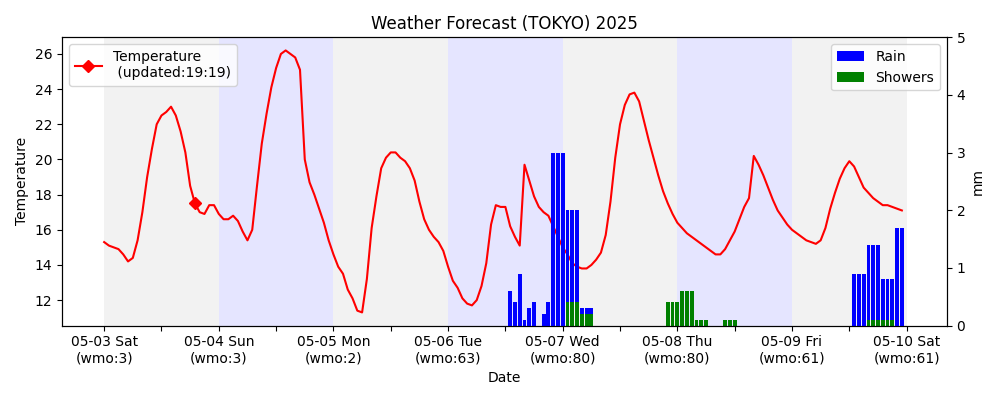 Weather Forecast (TOKYO) 2025
Temperature
(updated:19:19)
Rain
Showers
Temperature
26
24
22
20
18
16
14
12
5
4
3
2
1
0
mm
05-03 Sat
(wmo:3)
05-04 Sun
(wmo:3)
05-05 Mon
(wmo:2)
05-06 Tue
(wmo:63)
05-07 Wed
(wmo:80)
05-08 Thu
(wmo:80)
05-09 Fri
(wmo:61)
05-10 Sat
(wmo:61)
Date